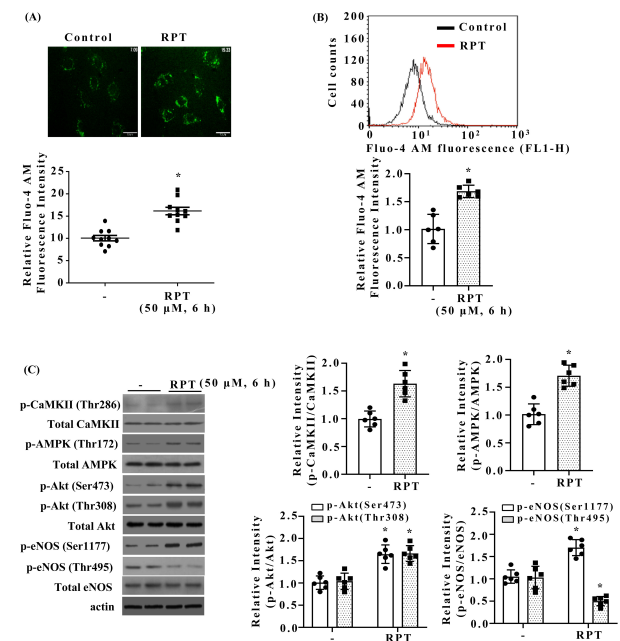 (A)
Control RPT
1.00 15.33
Relative Fluo-4 AM
Fluorescence Intensity
25
20
15
10
5
0
*
- RPT
(50 µM, 6 h)
(B)
Cell counts
200
160
120
80
40
0
Control
RPT
0 10¹ 10² 10³
Fluo-4 AM fluorescence (FL1-H)
Relative Fluo-4 AM
Fluorescence Intensity
2.0
1.5
1.0
0.5
0.0
*
- RPT
(50 µM, 6 h)
(C)
- RPT (50 µM, 6 h)
p-CaMKII (Thr286)
Total CaMKII
p-AMPK (Thr172)
Total AMPK
p-Akt (Ser473)
p-Akt (Thr308)
Total Akt
p-eNOS (Ser1177)
p-eNOS (Thr495)
Total eNOS
actin
Relative Intensity
(p-CaMKII/CaMKII)
2.0
1.5
1.0
0.5
0.0
*
- RPT
Relative Intensity
(p-AMPK/AMPK)
2.0
1.5
1.0
0.5
0.0
*
- RPT
p-Akt(Ser473)
p-Akt(Thr308)
Relative Intensity
(p-Akt/Akt)
2.5
2.0
1.5
1.0
0.5
0.0
* *
- RPT
p-eNOS(Ser1177)
p-eNOS(Thr495)
Relative Intensity
(p-eNOS/eNOS)
2.5
2.0
1.5
1.0
0.5
0.0
* *
- RPT